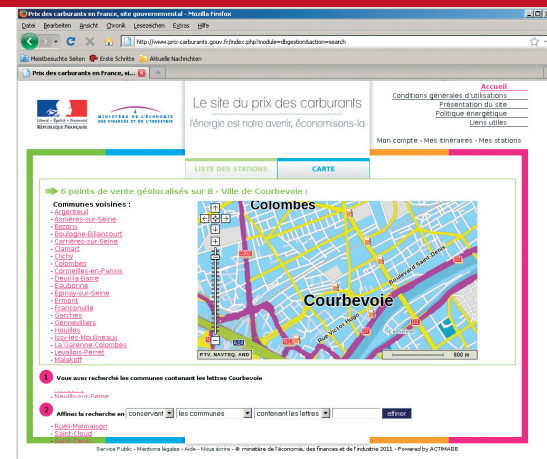 Prix des carburants en France, site gouvernemental - Mozilla Firefox
Datei Bearbeiten Ansicht Chronik Lesezeichen Extras Hilfe
http://www.prix-carburants.gouv.fr/index.php?module=dbgestion&action=search
Meistbesuchte Seiten Erste Schritte Aktuelle Nachrichten
Prix des carburants en France, si...
Accueil
Conditions générales d'utilisations
Présentation du site
Politique énergétique
Liens utiles
Liberté • Égalité • Fraternité
RÉPUBLIQUE FRANÇAISE
MINISTÈRE DE L'ÉCONOMIE
DES FINANCES ET DE L'INDUSTRIE
Le site du prix des carburants
l'énergie est notre avenir, économisons-la
Mon compte - Mes itinéraires - Mes stations
LISTE DES STATIONS CARTE
6 points de vente géolocalisés sur 8 - Ville de Courbevoie :
Communes voisines :
- Argenteuil
- Asnières-sur-Seine
- Bezons
- Boulogne-Billancourt
- Carrières-sur-Seine
- Clamart
- Clichy
- Colombes
- Cormeilles-en-Parisis
- Deuil-la-Barre
- Eaubonne
- Épinay-sur-Seine
- Ermont
- Franconville
- Garches
- Gennevilliers
- Houilles
- Issy-les-Moulineaux
- La Garenne-Colombes
- Levallois-Perret
- Malakoff
Colombes
Boulevard Saint-Denis
Courbevoie
Rue Victor Hugo
A14
PTV, NAVTEQ, AND
500 m
1 Vous avez recherché les communes contenant les lettres Courbevoie
- Neuilly-sur-Seine
2 Affinez la recherche en conservant les communes contenant les lettres affiner
- Rueil-Malmaison
- Saint-Cloud
- Saint-Denis
Service Public - Mentions légales - Aide - Nous écrire - © ministère de l'économie, des finances et de l'industrie 2011 - Powered by ACTIMAGE